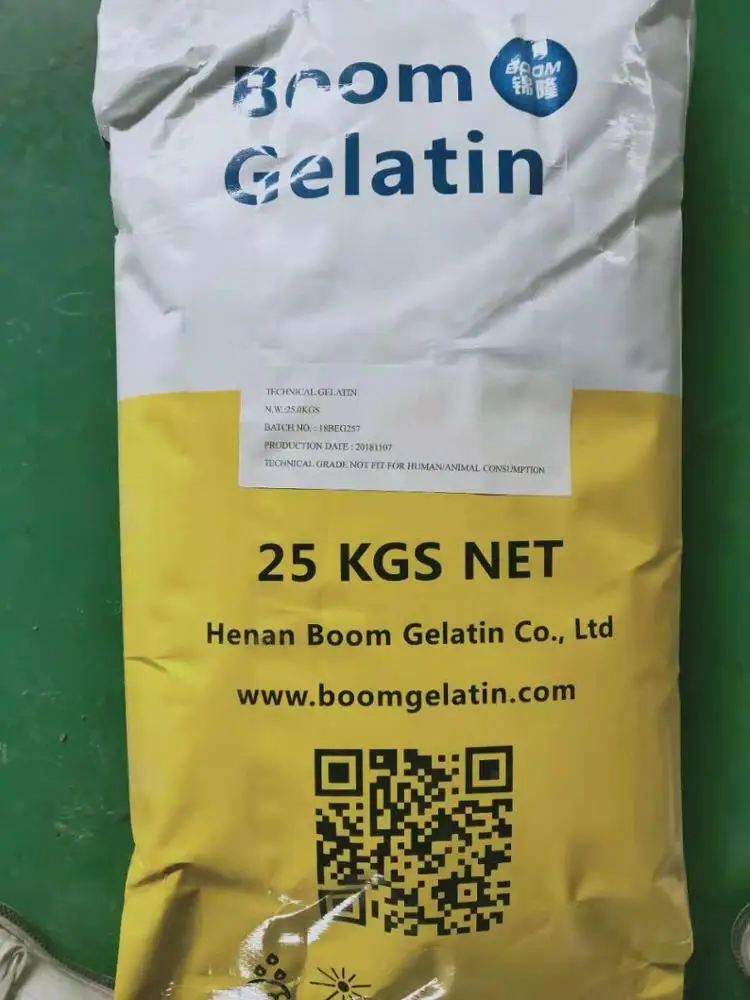 Boom
BOOM
锦隆
Gelatin
TECHNICAL GELATIN
N.W.:25.0KGS
BATCH NO. : 18BEG257
PRODUCTION DATE : 20181107
TECHNICAL GRADE NOT FIT FOR HUMAN/ANIMAL CONSUMPTION
25 KGS NET
Henan Boom Gelatin Co., Ltd
www.boomgelatin.com